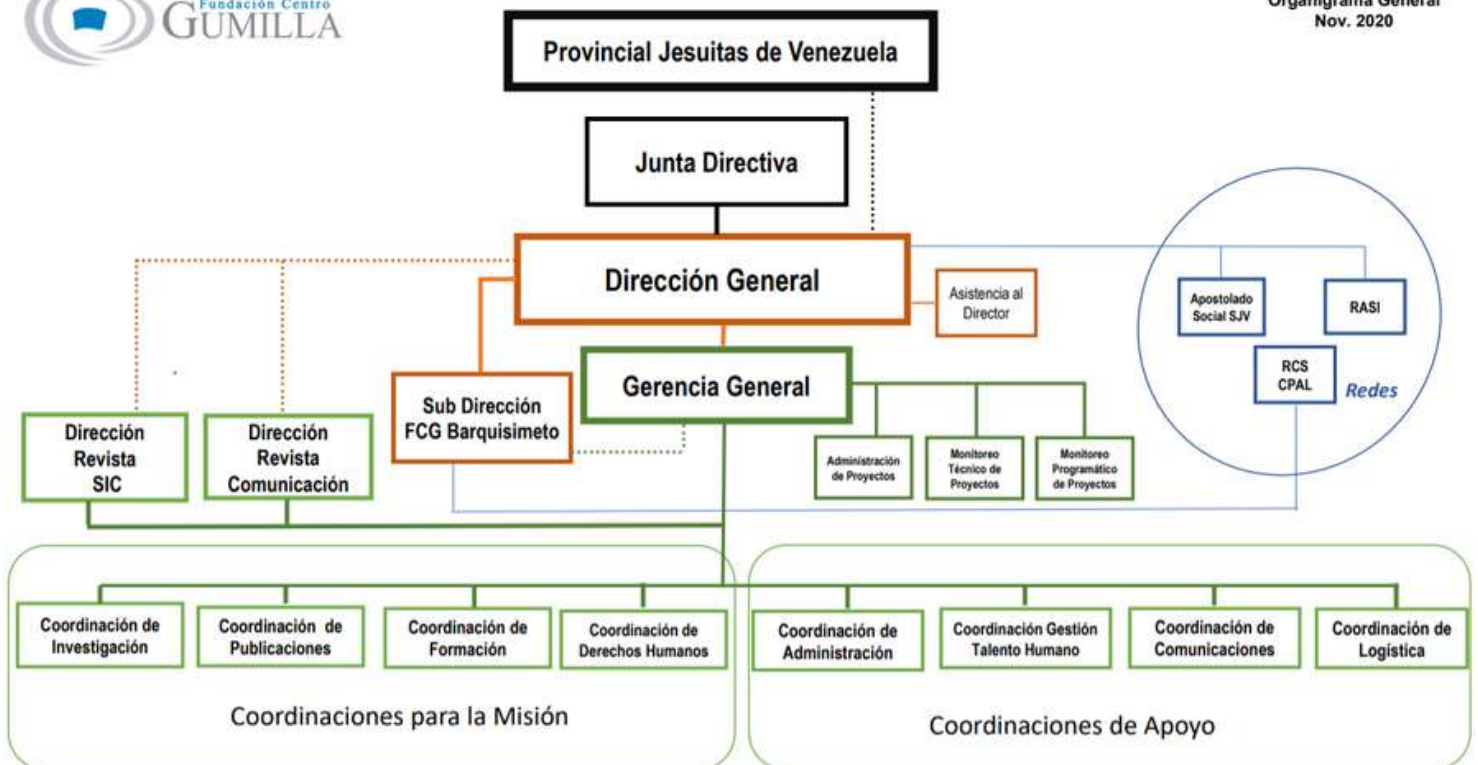 Fundación Centro
GUMILLA
Organigrama General
Nov. 2020
Provincial Jesuitas de Venezuela
Junta Directiva
Dirección General
Asistencia al
Director
Apostolado
Social SJV
RASI
RCS
CPAL
Redes
Gerencia General
Sub Dirección
FCG Barquisimeto
Dirección
Revista
SIC
Dirección
Revista
Comunicación
Administración
de Proyectos
Monitoreo
Técnico de
Proyectos
Monitoreo
Programático
de Proyectos
Coordinación de
Investigación
Coordinación de
Publicaciones
Coordinación de
Formación
Coordinación de
Derechos Humanos
Coordinación de
Administración
Coordinación Gestión
Talento Humano
Coordinación de
Comunicaciones
Coordinación de
Logística
Coordinaciones para la Misión
Coordinaciones de Apoyo